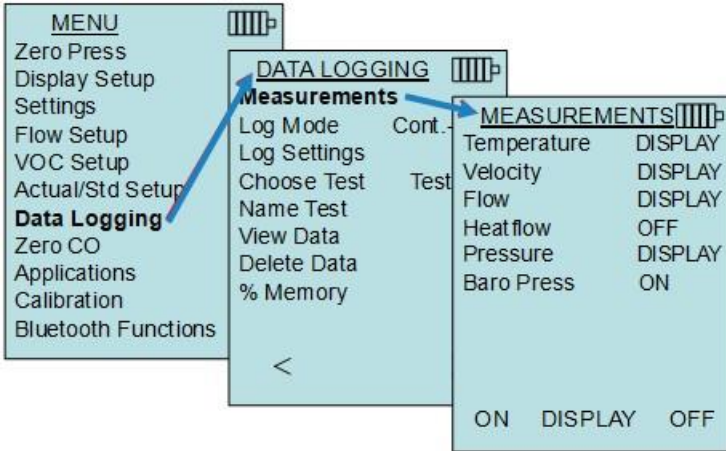 MENU
Zero Press
Display Setup
Settings
Flow Setup
VOC Setup
Actual/Std Setup
Data Logging
Zero CO
Applications
Calibration
Bluetooth Functions
DATA LOGGING
Measurements
Log Mode Cont.-
Log Settings
Choose Test Test
Name Test
View Data
Delete Data
% Memory
<
MEASUREMENTS
Temperature DISPLAY
Velocity DISPLAY
Flow DISPLAY
Heatflow OFF
Pressure DISPLAY
Baro Press ON
ON DISPLAY OFF